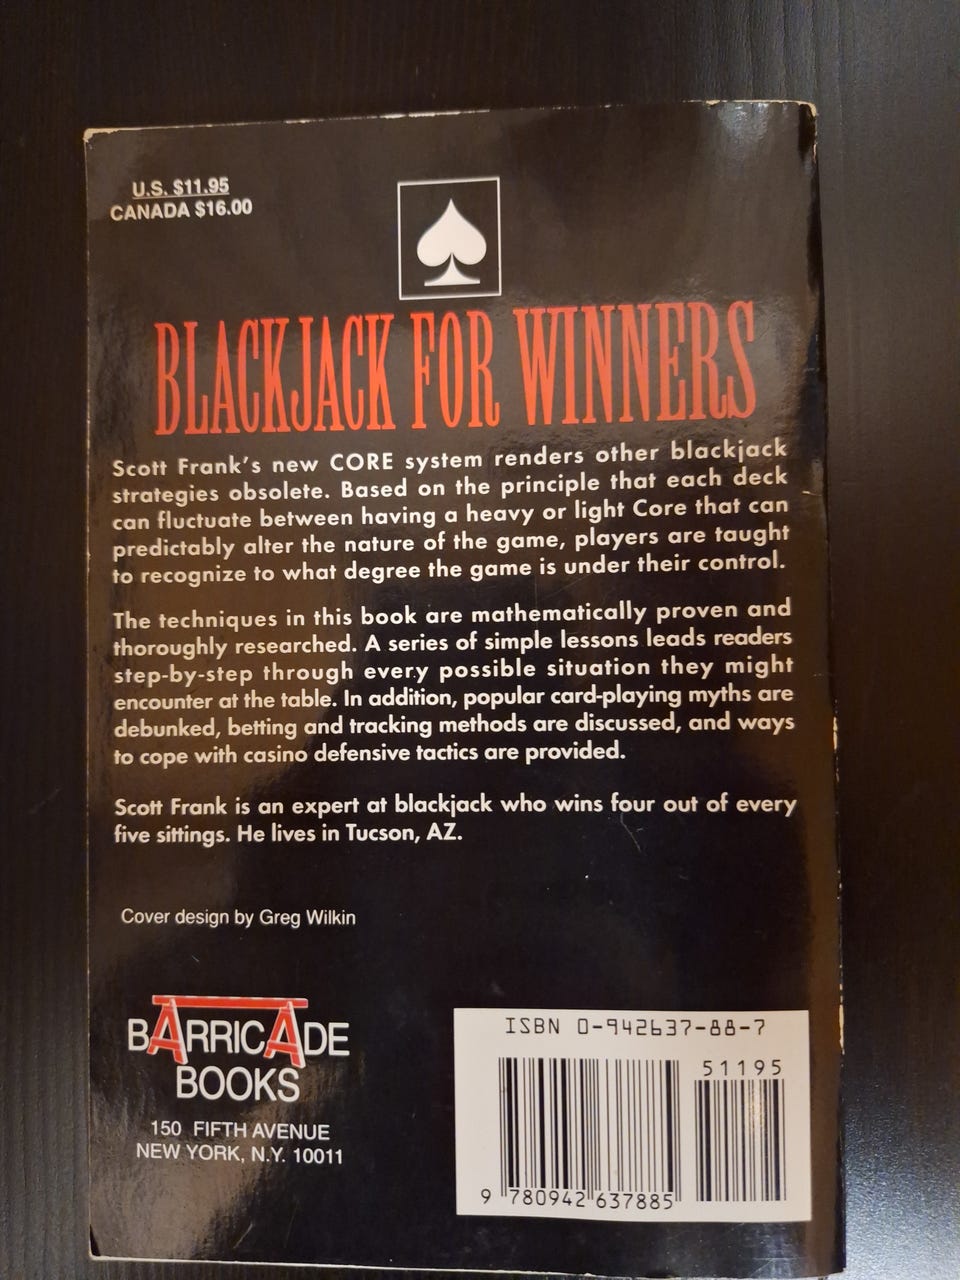 U.S. $11.95
CANADA $16.00
BLACKJACK FOR WINNERS
Scott Frank's new CORE system renders other blackjack
strategies obsolete. Based on the principle that each deck
can fluctuate between having a heavy or light Core that can
predictably alter the nature of the game, players are taught
to recognize to what degree the game is under their control.
The techniques in this book are mathematically proven and
thoroughly researched. A series of simple lessons leads readers
step-by-step through every possible situation they might
encounter at the table. In addition, popular card-playing myths are
debunked, betting and tracking methods are discussed, and ways
to cope with casino defensive tactics are provided.
Scott Frank is an expert at blackjack who wins four out of every
five sittings. He lives in Tucson, AZ.
Cover design by Greg Wilkin
BARRICADE
BOOKS
150 FIFTH AVENUE
NEW YORK, N.Y. 10011
ISBN 0-942637-88-7
51195
9 780942 637885